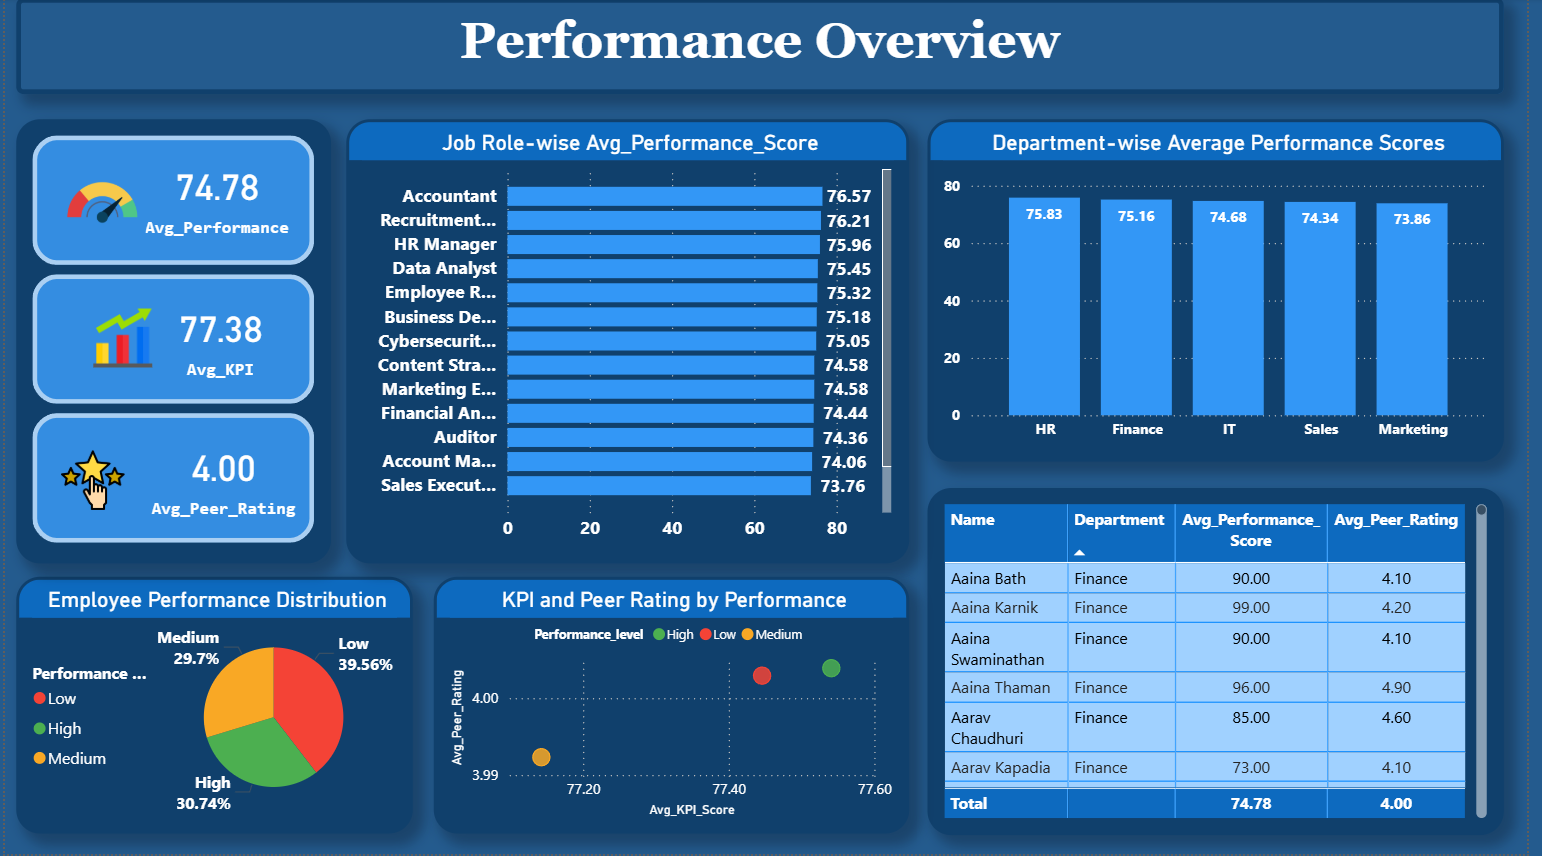 Performance Overview
74.78
Avg_Performance
77.38
Avg_KPI
4.00
Avg_Peer_Rating
Job Role-wise Avg_Performance_Score
Accountant 76.57
Recruitment... 76.21
HR Manager 75.96
Data Analyst 75.45
Employee R... 75.32
Business De... 75.18
Cybersecurit... 75.05
Content Stra... 74.58
Marketing E... 74.58
Financial An... 74.44
Auditor 74.36
Account Ma... 74.06
Sales Execut... 73.76
0 20 40 60 80
Department-wise Average Performance Scores
80
60
40
20
0
75.83 75.16 74.68 74.34 73.86
HR Finance IT Sales Marketing
Employee Performance Distribution
Performance ...
Low
High
Medium
Medium
29.7%
Low
39.56%
High
30.74%
KPI and Peer Rating by Performance
Performance_level High Low Medium
Avg_Peer_Rating
4.00
3.99
77.20 77.40 77.60
Avg_KPI_Score
Name Department Avg_Performance_ Avg_Peer_Rating
Score
Aaina Bath Finance 90.00 4.10
Aaina Karnik Finance 99.00 4.20
Aaina Finance 90.00 4.10
Swaminathan
Aaina Thaman Finance 96.00 4.90
Aarav Finance 85.00 4.60
Chaudhuri
Aarav Kapadia Finance 73.00 4.10
Total 74.78 4.00